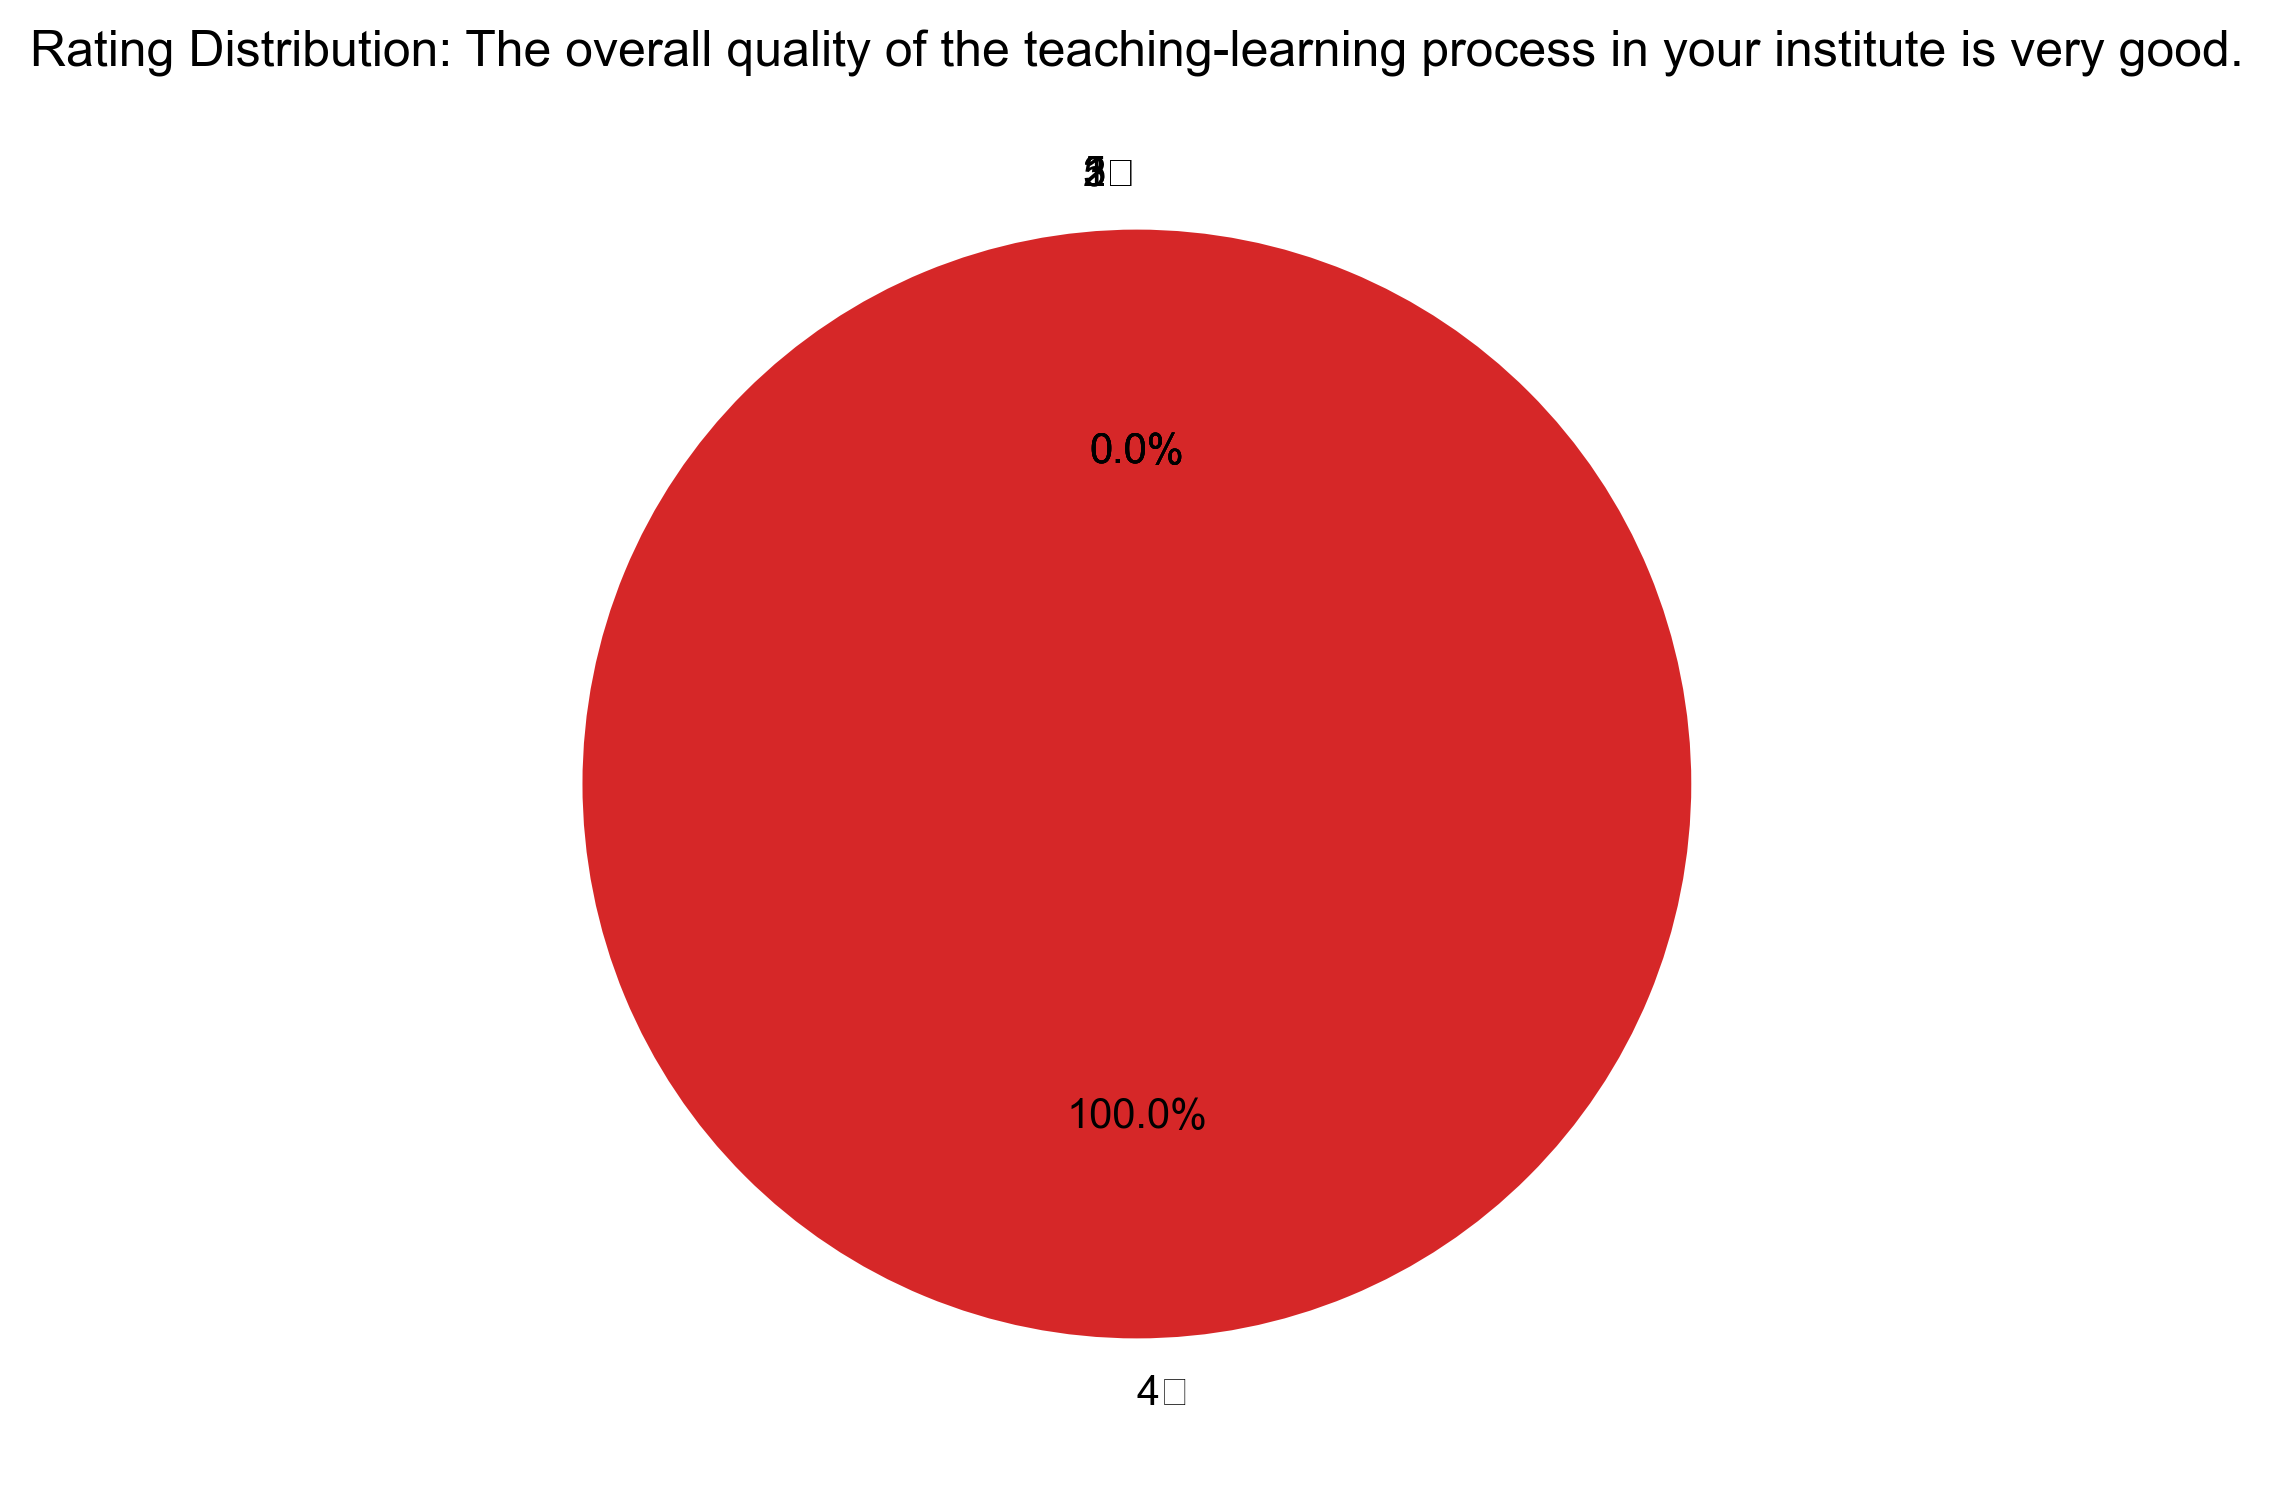 Rating Distribution: The overall quality of the teaching-learning process in your institute is very good.
0.0%
100.0%
4□